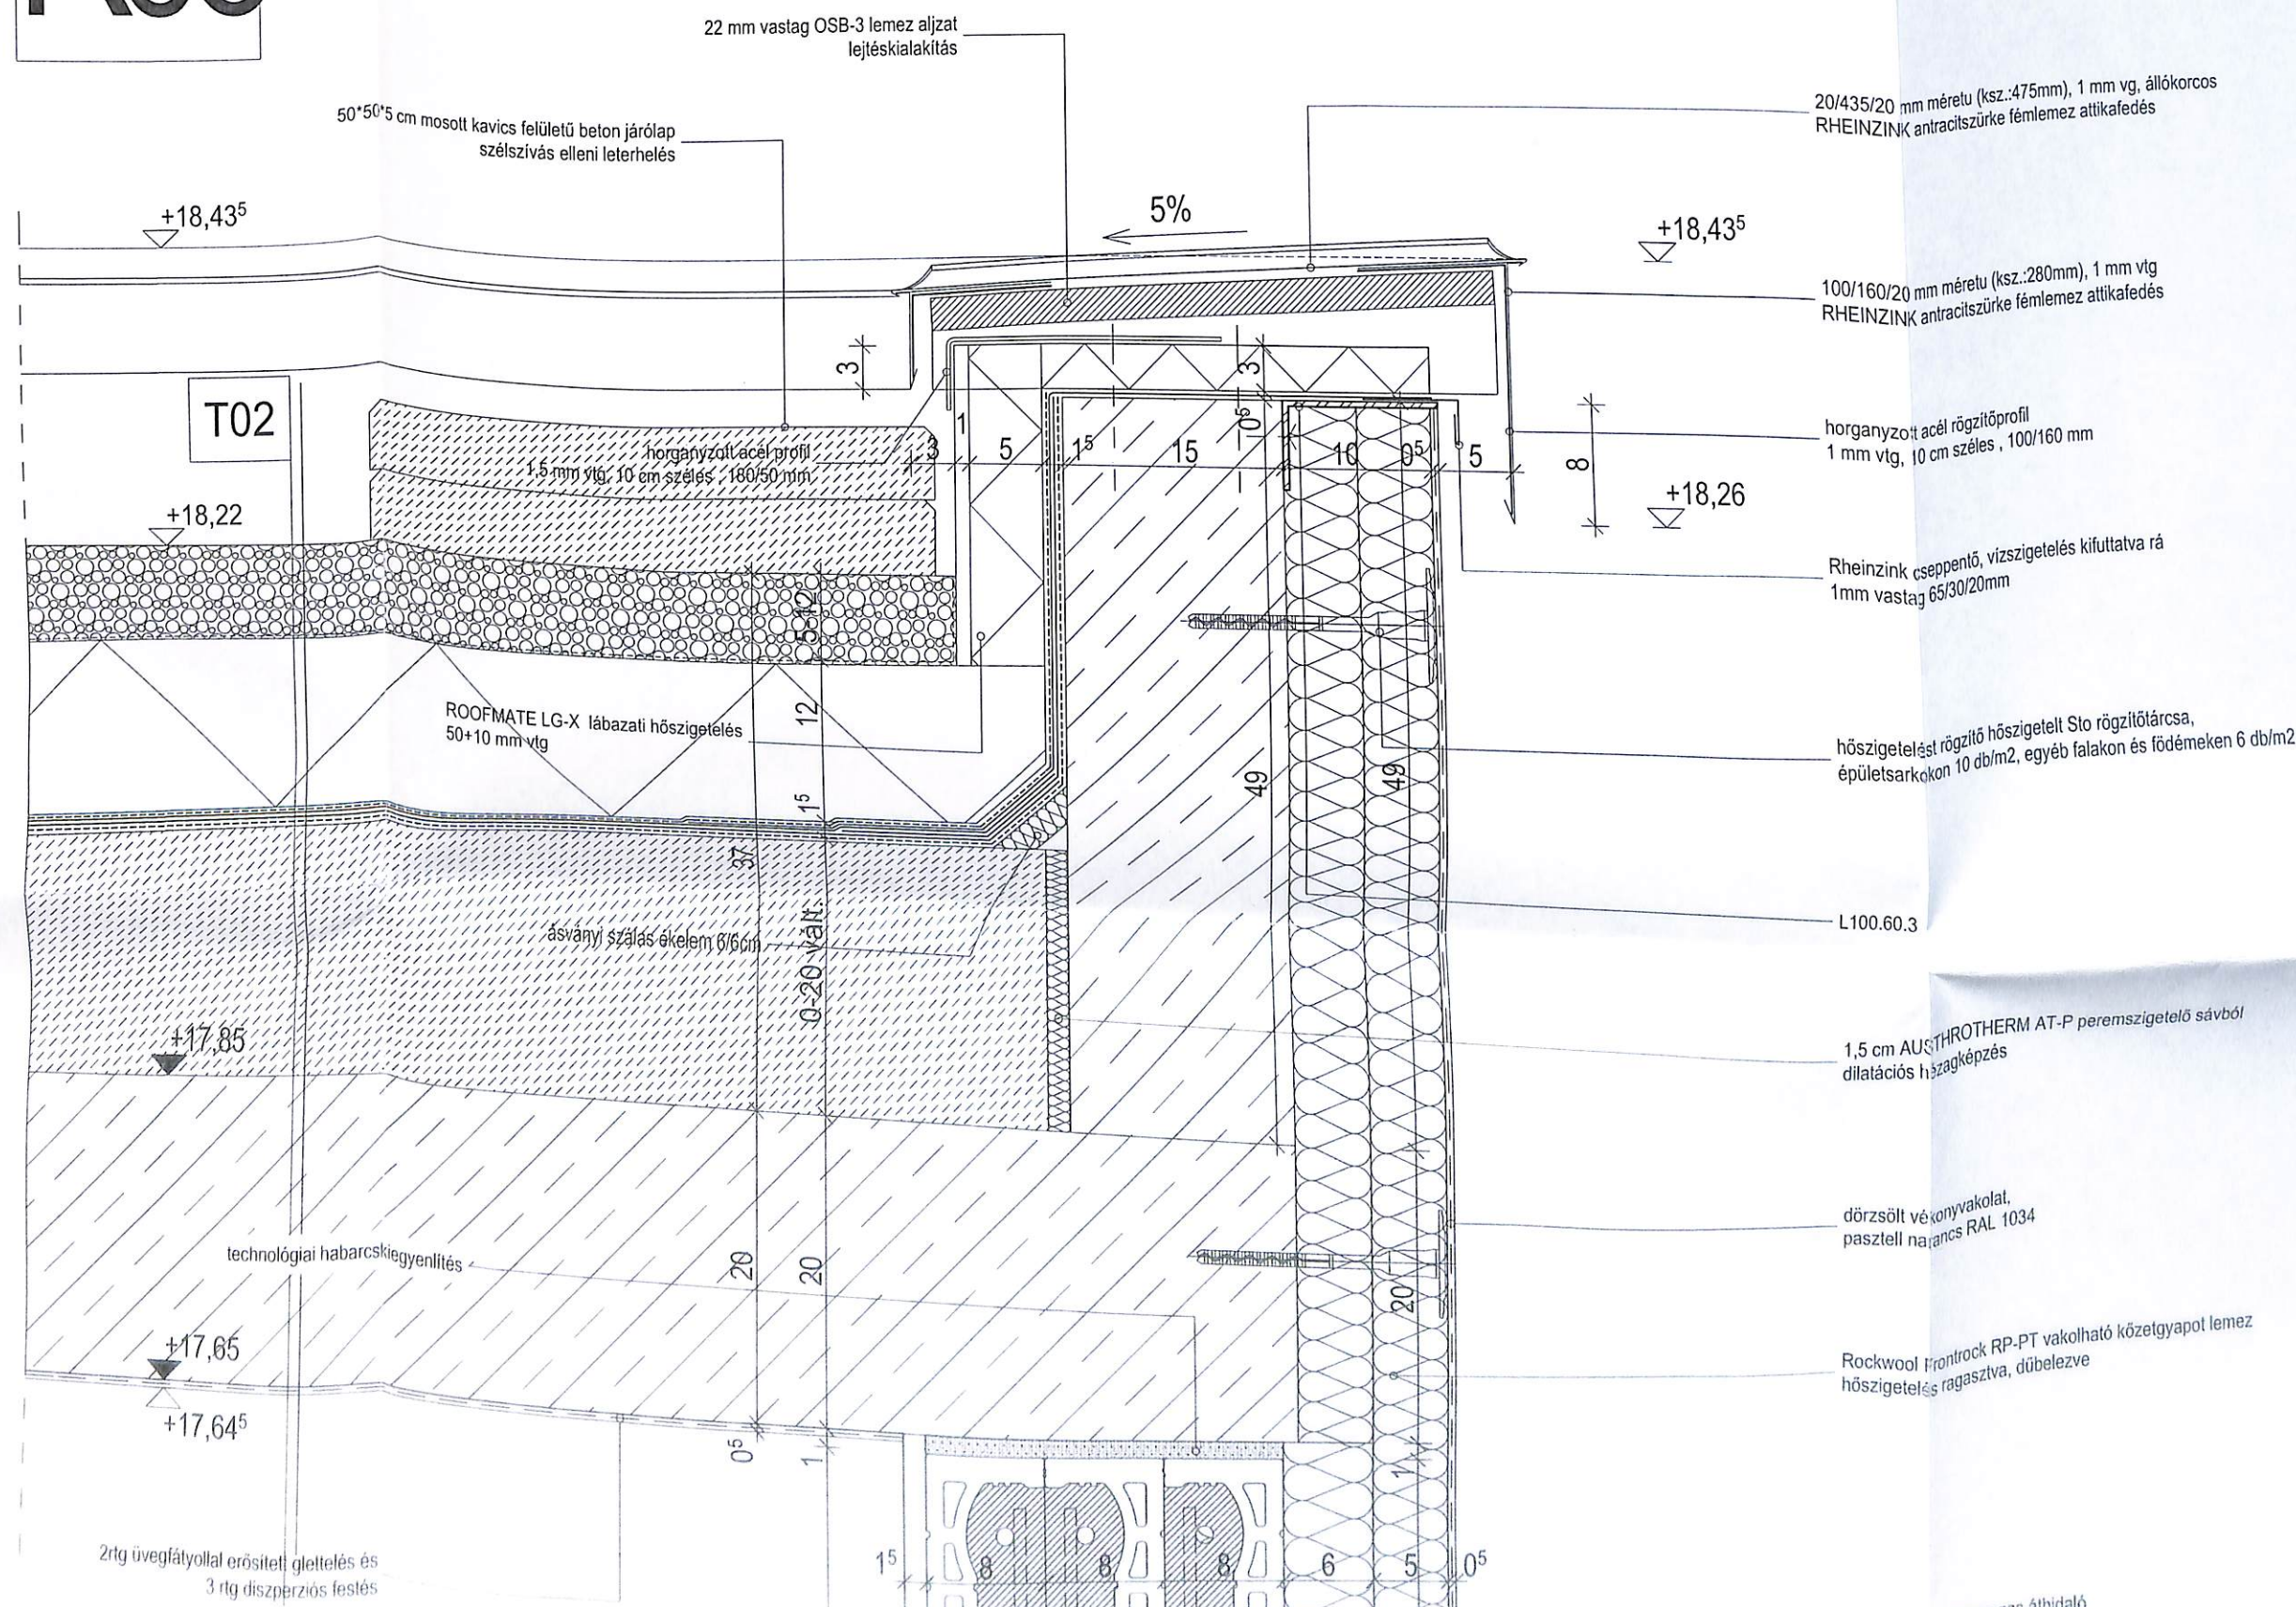 22 mm vastag OSB-3 lemez aljzat
lejtéskialakítás
50*50*5 cm mosott kavics felületű beton járólap
szélszívás elleni leterhelés
20/435/20 mm méretu (ksz.:475mm), 1 mm vg, állókorcos
RHEINZINK antracitszürke fémlemez attikafedés
+18,43⁵
5%
+18,43⁵
100/160/20 mm méretu (ksz.:280mm), 1 mm vtg
RHEINZINK antracitszürke fémlemez attikafedés
3
3
T02
horganyzott acél rögzítőprofil
1 mm vtg, 10 cm széles , 100/160 mm
horganyzott acél profil
1,5 mm vtg, 10 cm széles , 180/50 mm
3
1
5
1⁵
15
0⁵
10
0⁵
5
8
+18,22
+18,26
Rheinzink cseppentő, vízszigetelés kifuttatva rá
1mm vastag 65/30/20mm
5-12
ROOFMATE LG-X lábazati hőszigetelés
50+10 mm vtg
12
hőszigetelést rögzítő hőszigetelt Sto rögzítőtárcsa,
épületsarkokon 10 db/m2, egyéb falakon és födémeken 6 db/m2
1⁵
49
49
37
L100.60.3
ásványi szálas ékelem 6/6cm
0-20 vált.
+17,85
1,5 cm AUSTHROTHERM AT-P peremszigetelő sávból
dilatációs hézagképzés
dörzsölt vékonyvakolat,
pasztell narancs RAL 1034
technológiai habarcskiegyenlítés
20
20
20
+17,65
+17,64⁵
Rockwool Frontrock RP-PT vakolható kőzetgyapot lemez
hőszigetelés ragasztva, dübelezve
0⁵
1
1
2rtg üvegfátyollal erősített glettelés és
3 rtg diszperziós festés
1⁵
8
8
8
6
5
0⁵
áthidaló